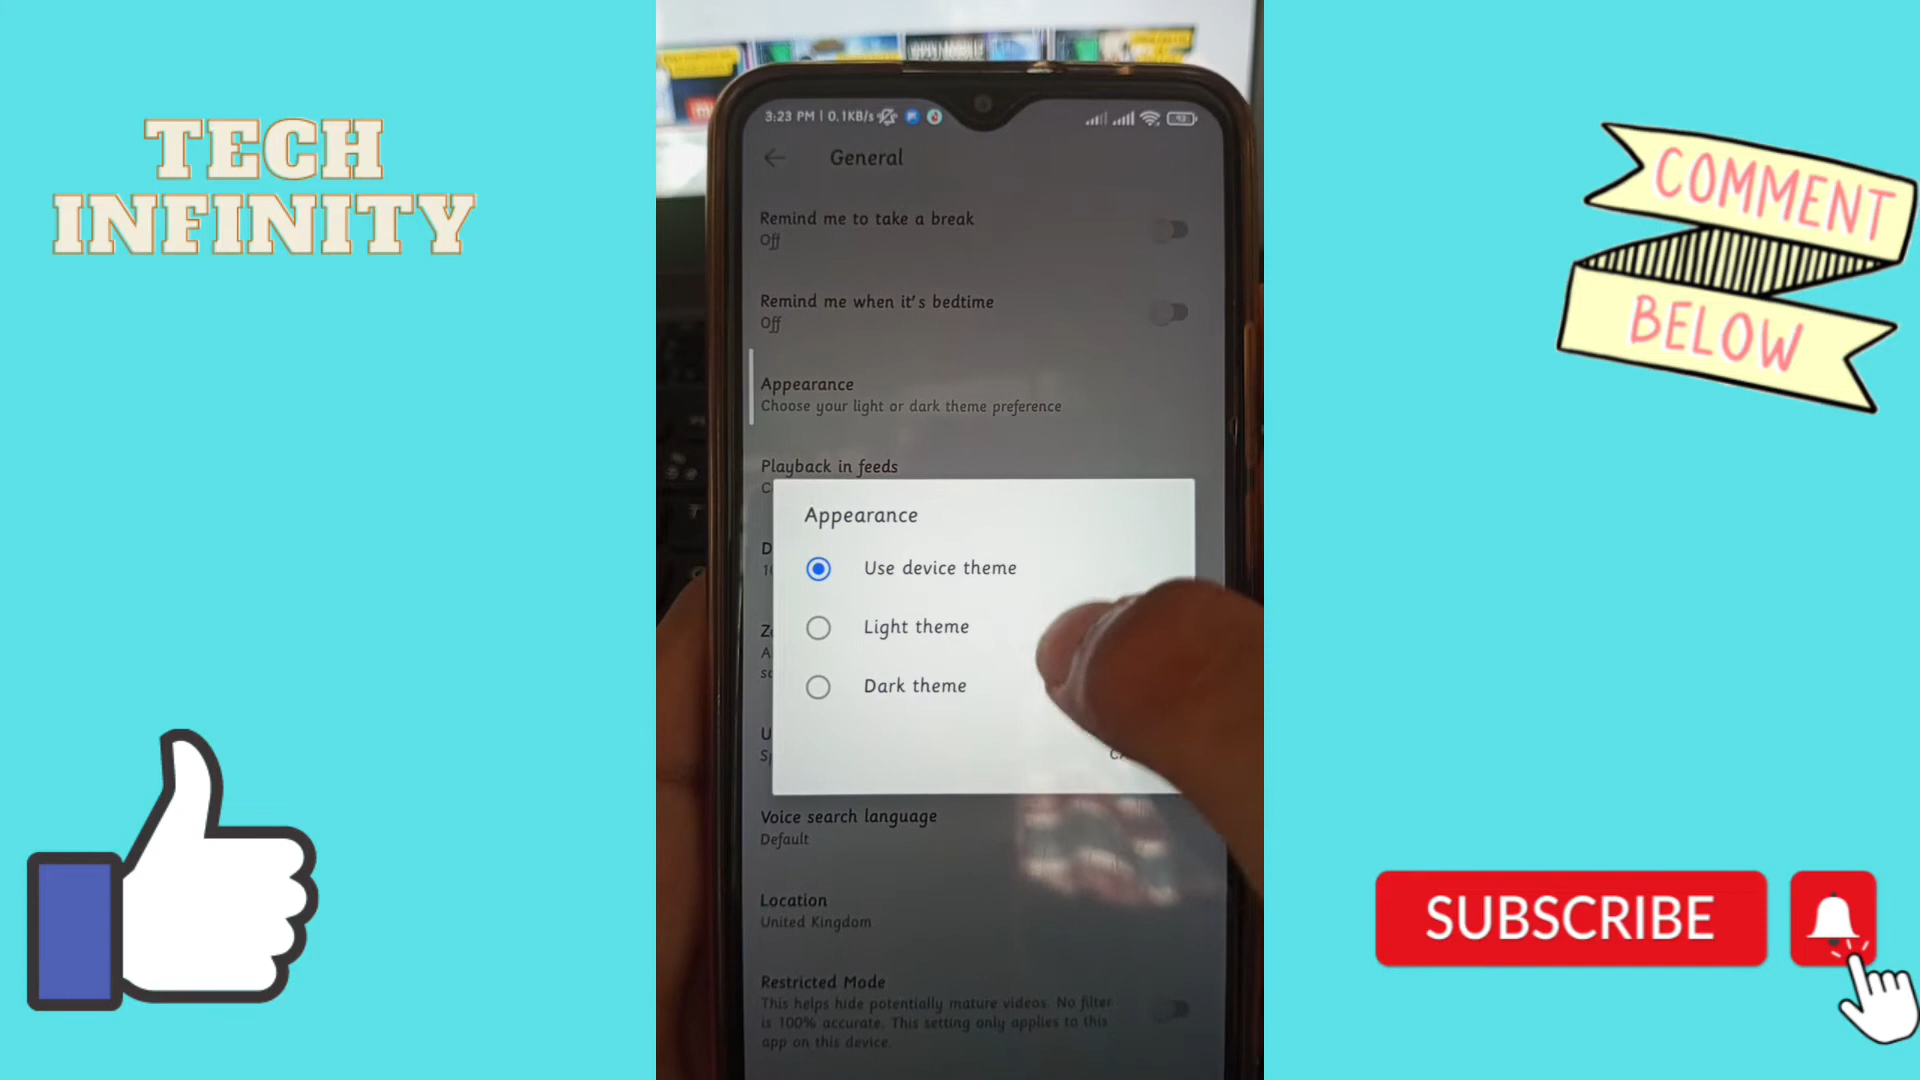 TECH
INFINITY
3:23 PM | 0.1KB/s
General
Remind me to take a break
Off
Remind me when it's bedtime
Off
Appearance
Choose your light or dark theme preference
Playback in feeds
Appearance
Use device theme
Light theme
Dark theme
Voice search language
Default
Location
United Kingdom
Restricted Mode
This helps hide potentially mature videos. No filter
is 100% accurate. This setting only applies to this
app on this device.
COMMENT
BELOW
SUBSCRIBE